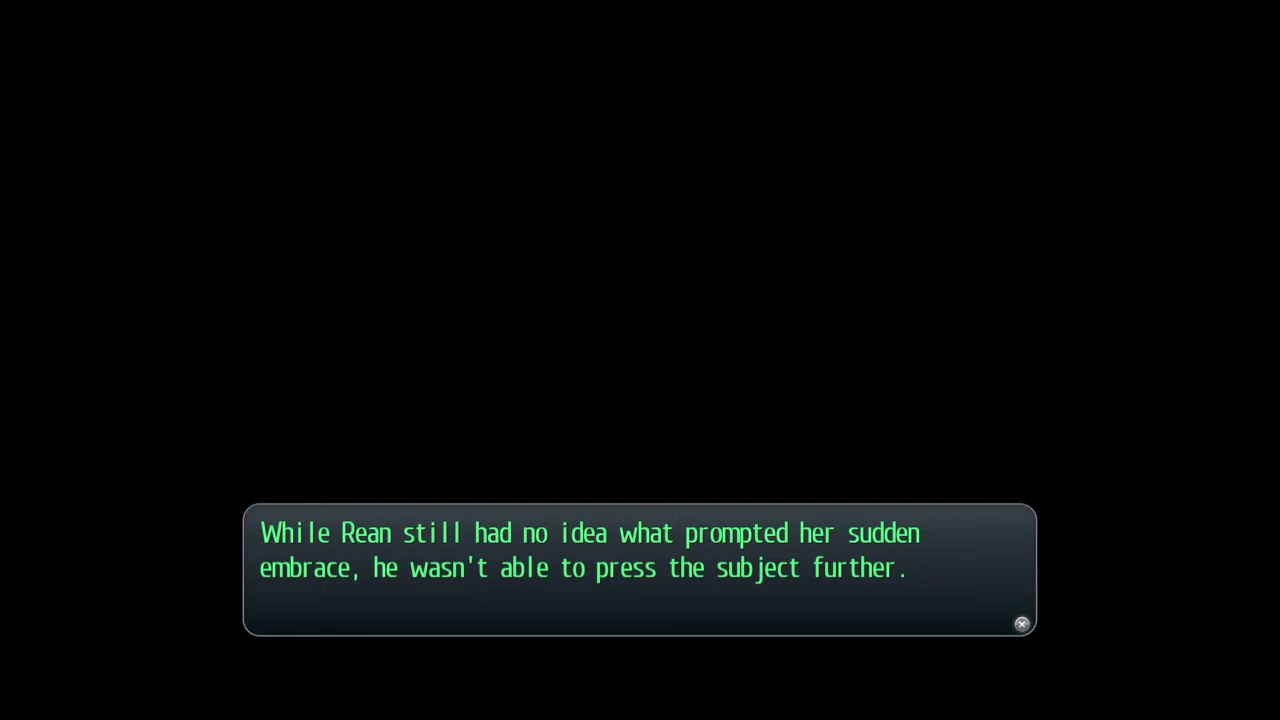 While Rean still had no idea what prompted her sudden
embrace, he wasn't able to press the subject further.